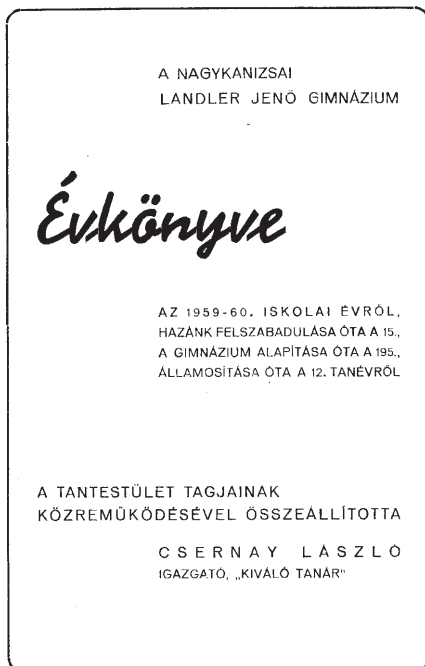 A NAGYKANIZSAI
LANDLER JENŐ GIMNÁZIUM
Évkönyve
AZ 1959-60. ISKOLAI ÉVRŐL,
HAZÁNK FELSZABADULÁSA ÓTA A 15.,
A GIMNÁZIUM ALAPÍTÁSA ÓTA A 195.,
ÁLLAMOSÍTÁSA ÓTA A 12. TANÉVRŐL
A TANTESTÜLET TAGJAINAK
KÖZREMŰKÖDÉSÉVEL ÖSSZEÁLLÍTOTTA
CSERNAY LÁSZLÓ
IGAZGATÓ, „KIVÁLÓ TANÁR"